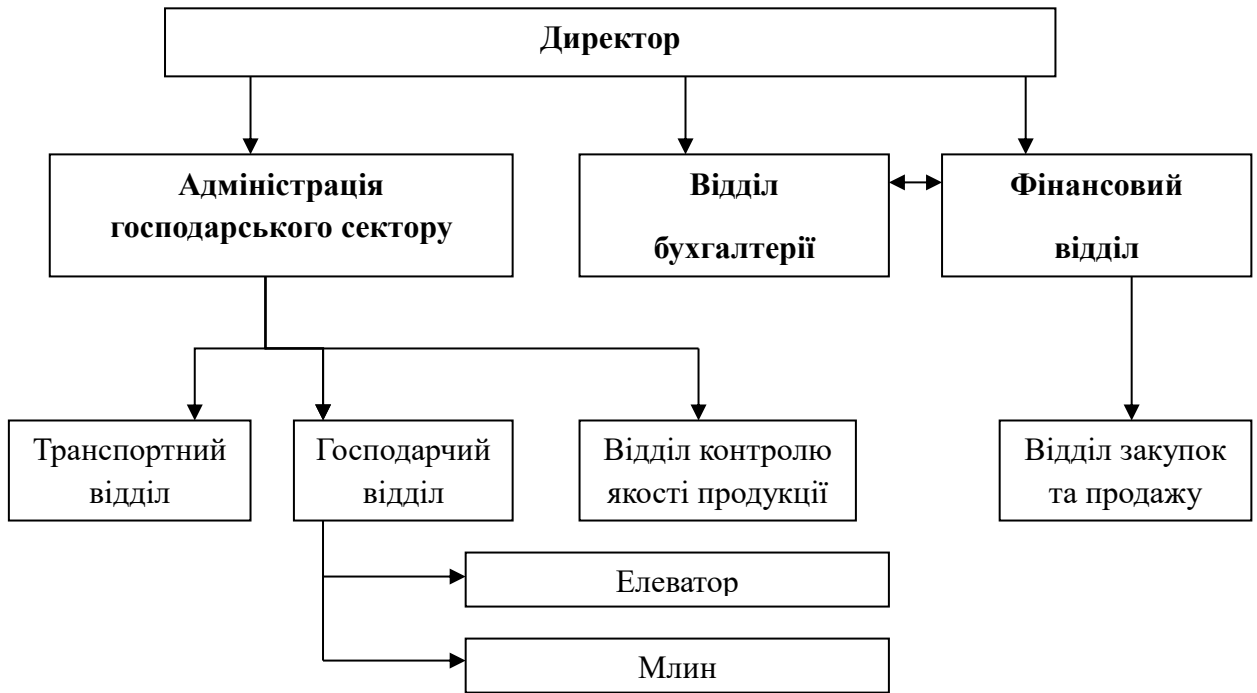 Директор
Адміністрація
господарського сектору
Відділ
бухгалтерії
Фінансовий
відділ
Транспортний
відділ
Господарчий
відділ
Відділ контролю
якості продукції
Відділ закупок
та продажу
Елеватор
Млин